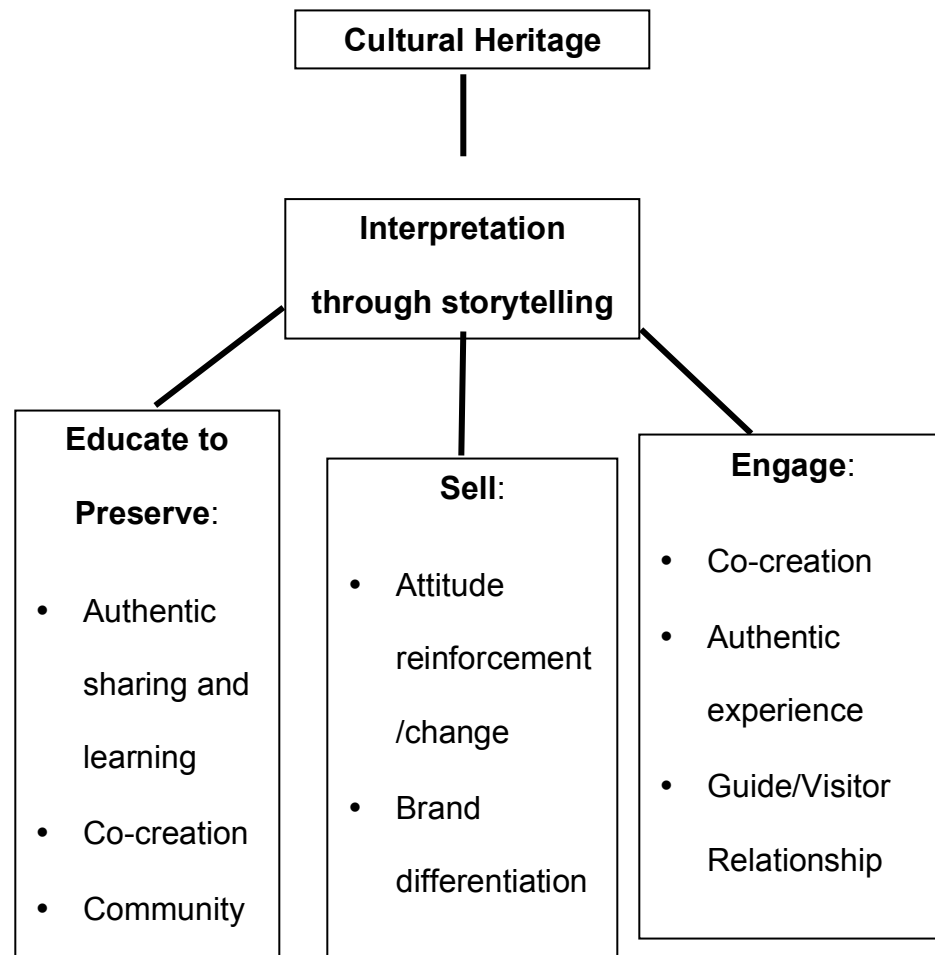 Cultural Heritage
Interpretation
through storytelling
Educate to
Preserve:
• Authentic
sharing and
learning
• Co-creation
• Community
Sell:
• Attitude
reinforcement
/change
• Brand
differentiation
Engage:
• Co-creation
• Authentic
experience
• Guide/Visitor
Relationship